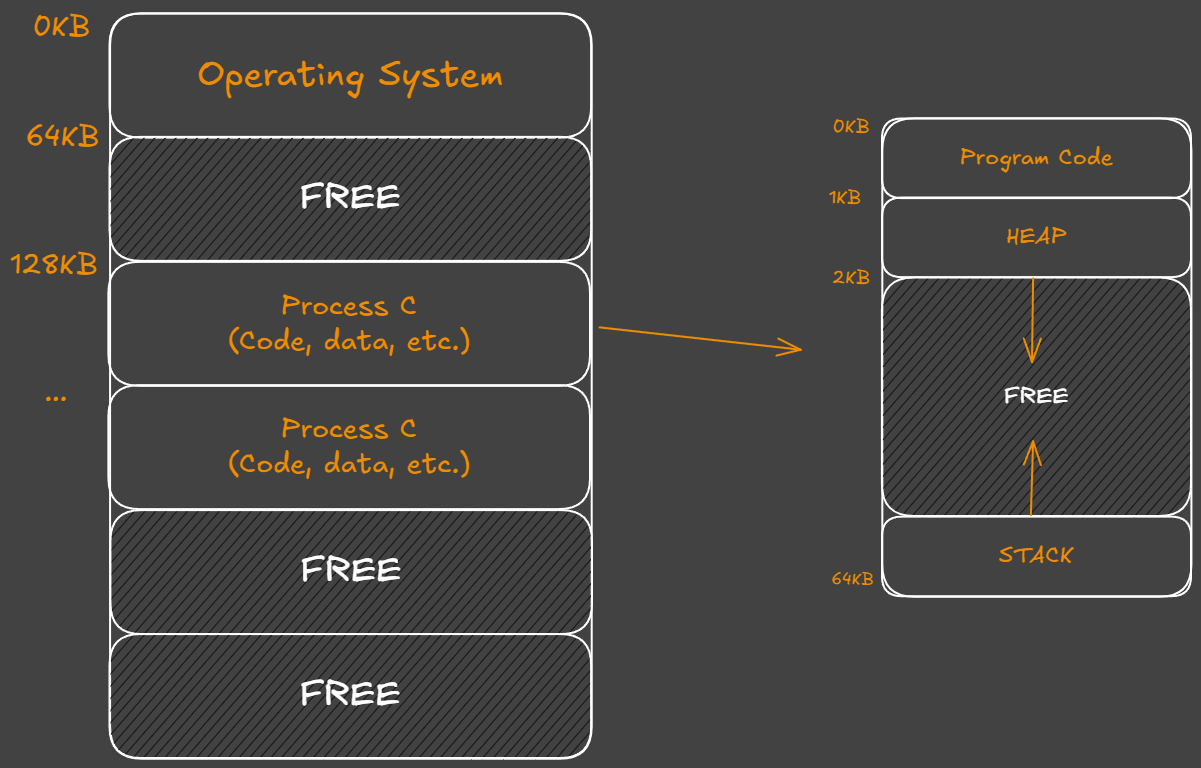 0KB
Operating System
64KB
FREE
128KB
Process C
(Code, data, etc.)
...
Process C
(Code, data, etc.)
FREE
FREE
0KB
Program Code
1KB
HEAP
2KB
FREE
STACK
64KB